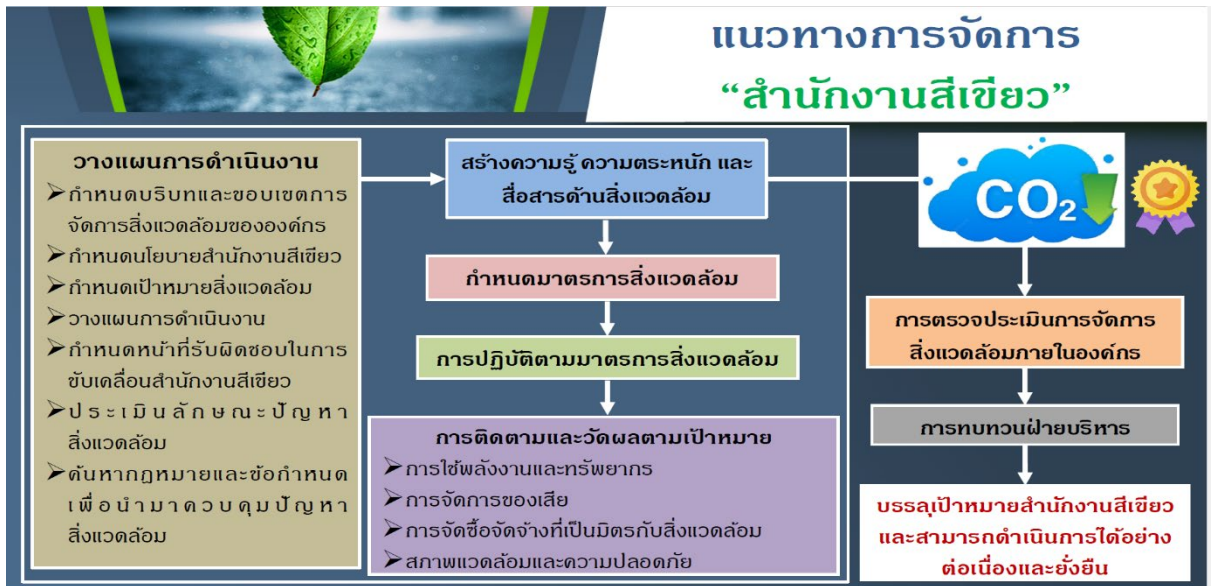 แนวทางการจัดการ
“สำนักงานสีเขียว”
วางแผนการดำเนินงาน
➢กำหนดบริบทและขอบเขตการ
จัดการสิ่งแวดล้อมขององค์กร
➢กำหนดนโยบายสำนักงานสีเขียว
➢กำหนดเป้าหมายสิ่งแวดล้อม
➢วางแผนการดำเนินงาน
➢กำหนดหน้าที่รับผิดชอบในการ
ขับเคลื่อนสำนักงานสีเขียว
➢ประเมินลักษณะปัญหา
สิ่งแวดล้อม
➢ค้นหากฎหมายและข้อกำหนด
เพื่อนำมาควบคุมปัญหา
สิ่งแวดล้อม
สร้างความรู้ ความตระหนัก และ
สื่อสารด้านสิ่งแวดล้อม
กำหนดมาตรการสิ่งแวดล้อม
การปฏิบัติตามมาตรการสิ่งแวดล้อม
การติดตามและวัดผลตามเป้าหมาย
➢การใช้พลังงานและทรัพยากร
➢การจัดการของเสีย
➢การจัดซื้อจัดจ้างที่เป็นมิตรกับสิ่งแวดล้อม
➢สภาพแวดล้อมและความปลอดภัย
CO₂
การตรวจประเมินการจัดการ
สิ่งแวดล้อมภายในองค์กร
การทบทวนฝ่ายบริหาร
บรรลุเป้าหมายสำนักงานสีเขียว
และสามารถดำเนินการได้อย่าง
ต่อเนื่องและยั่งยืน